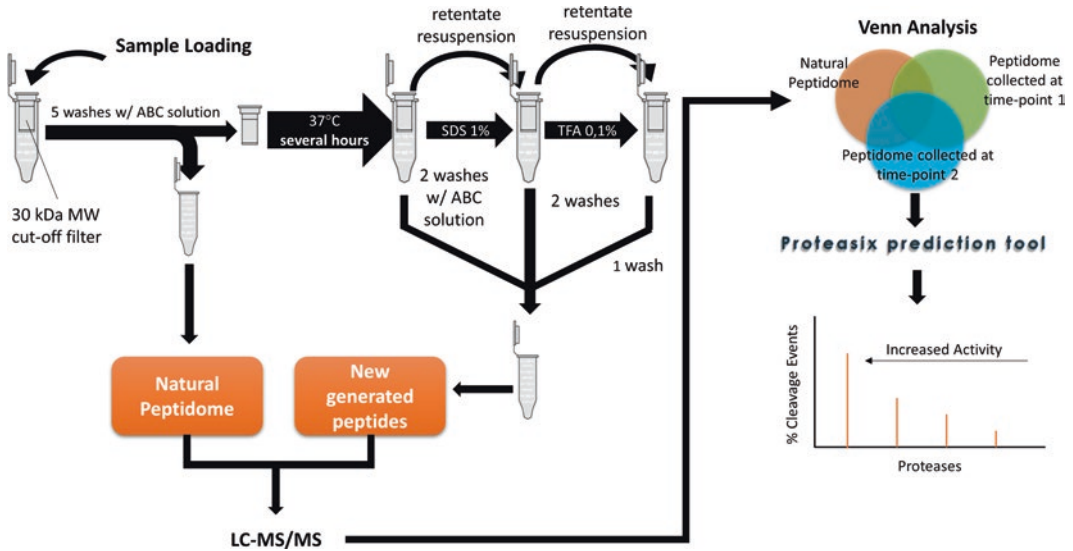 Sample Loading
5 washes w/ ABC solution
30 kDa MW
cut-off filter
37°C
several hours
retentate
resuspension
retentate
resuspension
SDS 1%
TFA 0,1%
2 washes
w/ ABC
solution
2 washes
1 wash
Natural
Peptidome
New
generated
peptides
LC-MS/MS
Venn Analysis
Natural
Peptidome
Peptidome
collected at
time-point 1
Peptidome collected at
time-point 2
Proteasix prediction tool
Increased Activity
% Cleavage Events
Proteases